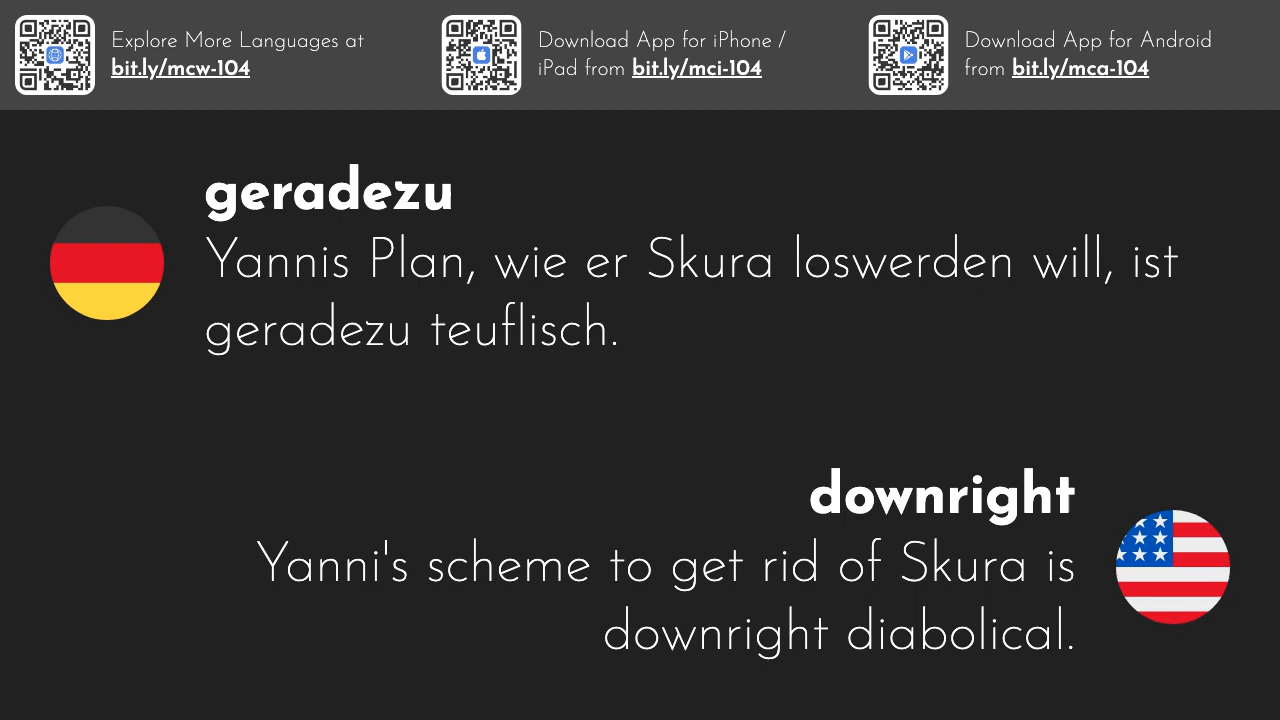 Explore More Languages at
bit.ly/mcw-104
Download App for iPhone /
iPad from bit.ly/mci-104
Download App for Android
from bit.ly/mca-104
geradezu
Yannis Plan, wie er Skura loswerden will, ist
geradezu teuflisch.
downright
Yanni's scheme to get rid of Skura is
downright diabolical.